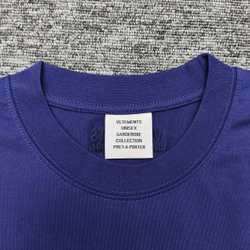 VETEMENTS
UNISEX
GARDEROBE
COLLECTION
PRET-A-PORTER